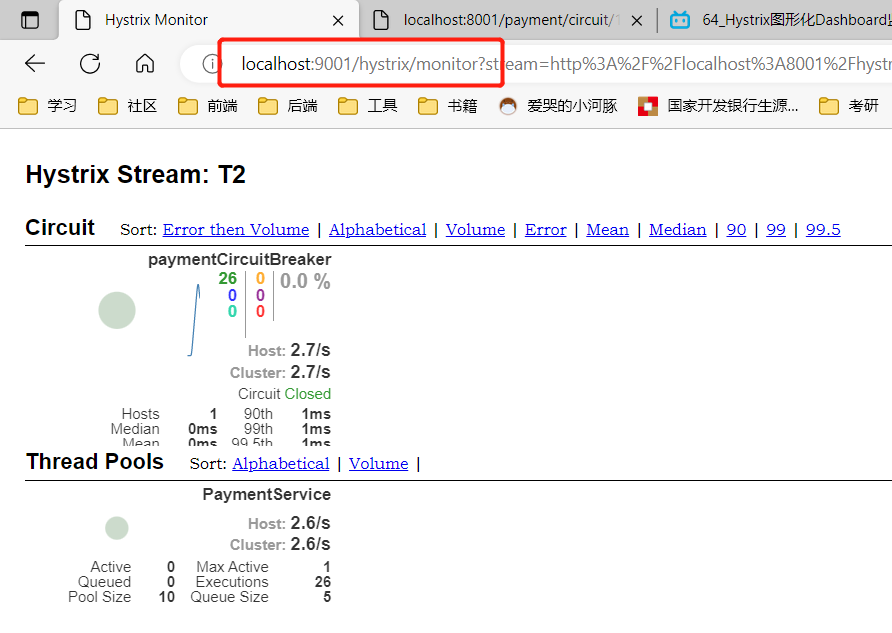 Hystrix Monitor
localhost:8001/payment/circuit/1
64_Hystrix图形化Dashboard监
localhost:9001/hystrix/monitor?stream=http%3A%2F%2Flocalhost%3A8001%2Fhystr
学习 社区 前端 后端 工具 书籍 爱哭的小河豚 国家开发银行生源... 考研
Hystrix Stream: T2
Circuit Sort: Error then Volume | Alphabetical | Volume | Error | Mean | Median | 90 | 99 | 99.5
paymentCircuitBreaker
26 0 0.0 %
0 0
0 0
Host: 2.7/s
Cluster: 2.7/s
Circuit Closed
Hosts 1 90th 1ms
Median 0ms 99th 1ms
Mean 0ms 99.5th 1ms
Thread Pools Sort: Alphabetical | Volume |
PaymentService
Host: 2.6/s
Cluster: 2.6/s
Active 0 Max Active 1
Queued 0 Executions 26
Pool Size 10 Queue Size 5